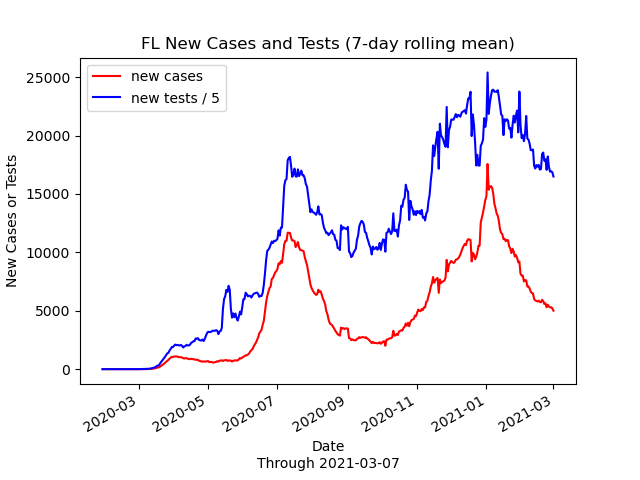 FL New Cases and Tests (7-day rolling mean)
new cases
new tests / 5
25000
20000
15000
10000
5000
0
New Cases or Tests
2020-03
2020-05
2020-07
2020-09
2020-11
2021-01
2021-03
Date
Through 2021-03-07